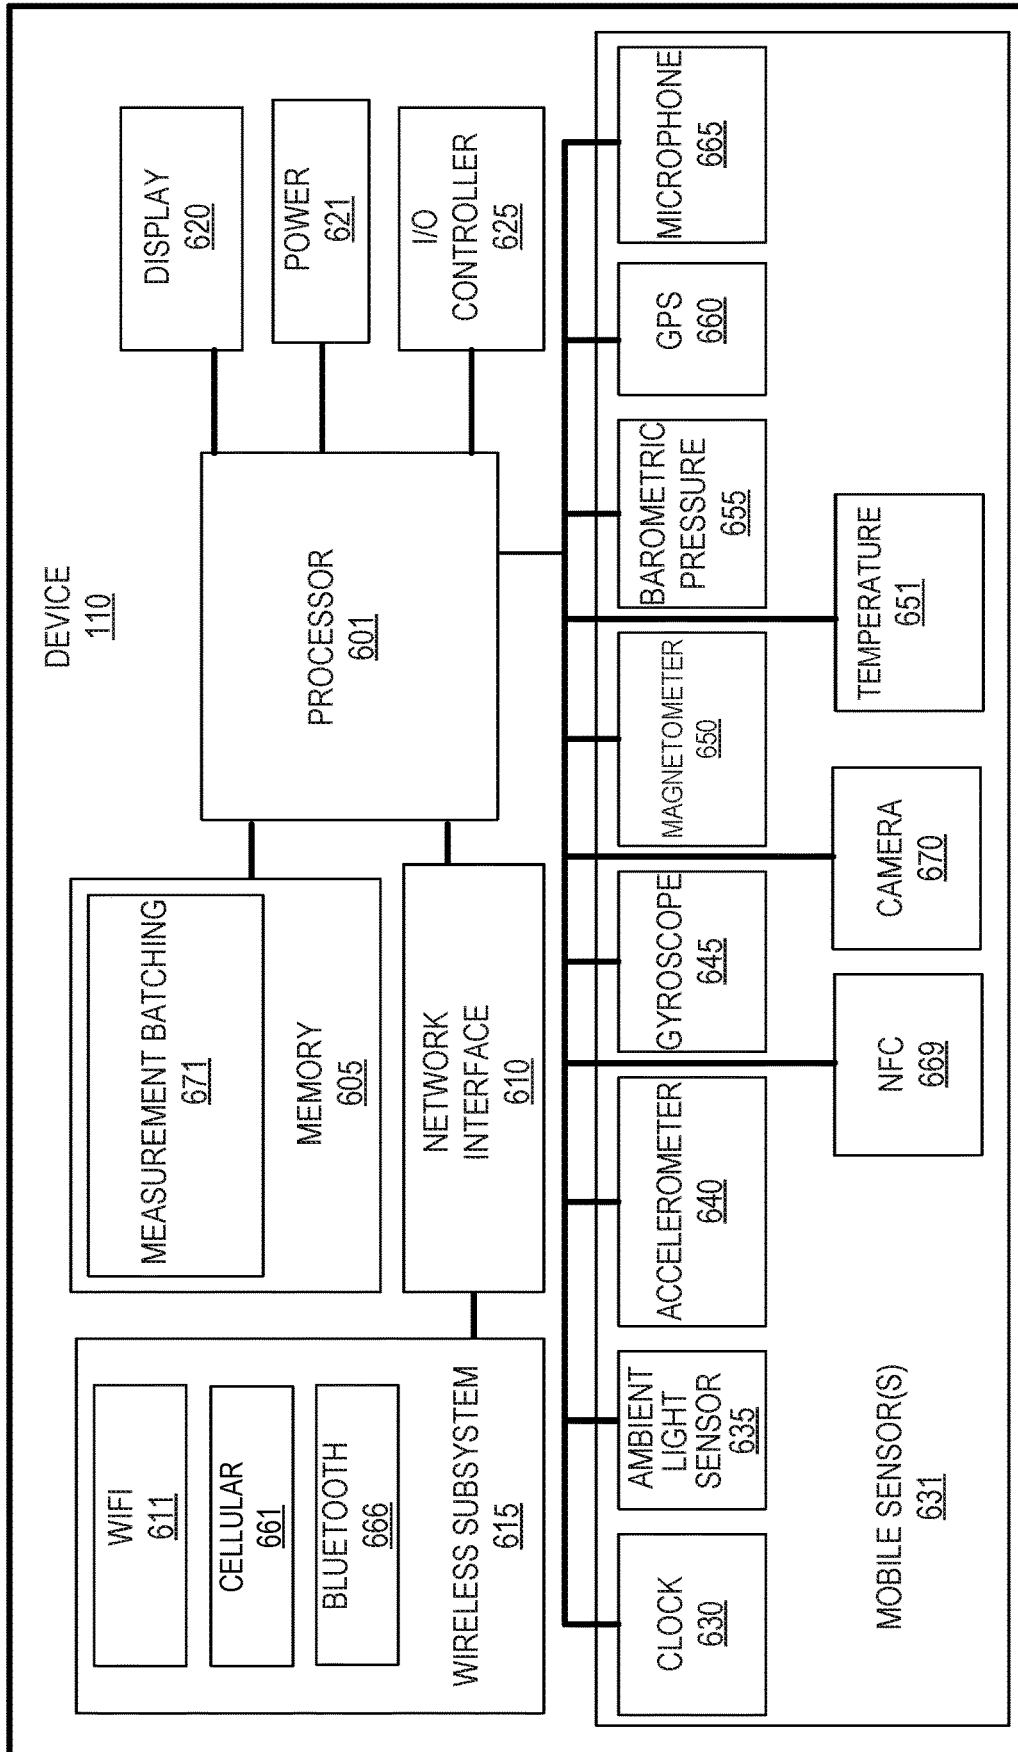 DEVICE
110
WIFI
611
CELLULAR
661
BLUETOOTH
666
WIRELESS SUBSYSTEM
615
MEASUREMENT BATCHING
671
MEMORY
605
NETWORK
INTERFACE
610
PROCESSOR
601
DISPLAY
620
POWER
621
I/O
CONTROLLER
625
CLOCK
630
AMBIENT
LIGHT
SENSOR
635
ACCELEROMETER
640
GYROSCOPE
645
MAGNETOMETER
650
BAROMETRIC
PRESSURE
655
GPS
660
MICROPHONE
665
NFC
669
CAMERA
670
TEMPERATURE
651
MOBILE SENSOR(S)
631